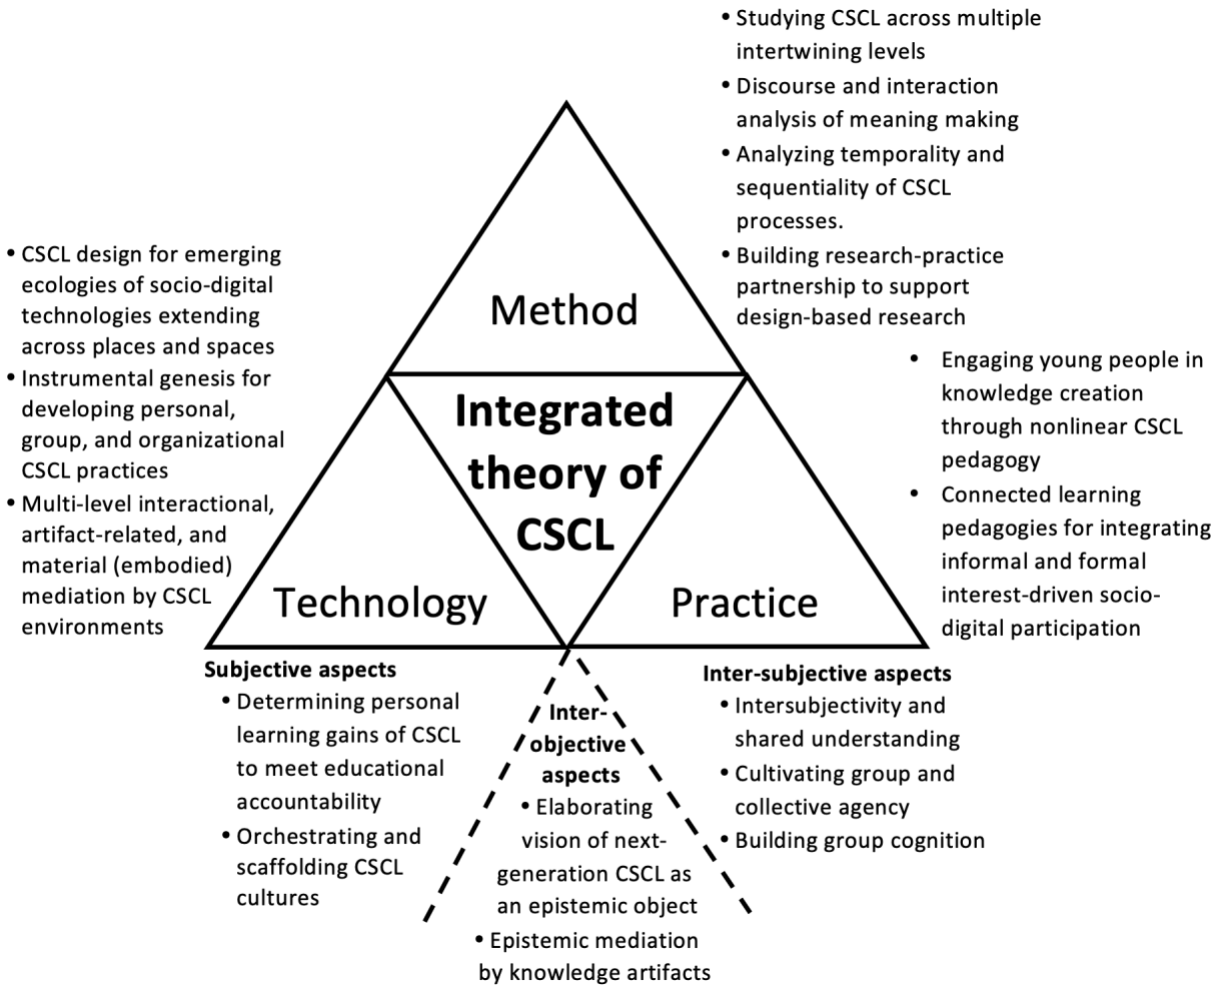 • Studying CSCL across multiple
intertwining levels
• Discourse and interaction
analysis of meaning making
• Analyzing temporality and
sequentiality of CSCL
processes.
• Building research-practice
partnership to support
design-based research
• CSCL design for emerging
ecologies of socio-digital
technologies extending
across places and spaces
• Instrumental genesis for
developing personal,
group, and organizational
CSCL practices
• Multi-level interactional,
artifact-related, and
material (embodied)
mediation by CSCL
environments
Method
Integrated
theory of
CSCL
Technology
Practice
• Engaging young people in
knowledge creation
through nonlinear CSCL
pedagogy
• Connected learning
pedagogies for integrating
informal and formal
interest-driven socio-
digital participation
Subjective aspects
• Determining personal
learning gains of CSCL
to meet educational
accountability
• Orchestrating and
scaffolding CSCL
cultures
Inter-
objective
aspects
• Elaborating
vision of next-
generation CSCL as
an epistemic object
• Epistemic mediation
by knowledge artifacts
Inter-subjective aspects
• Intersubjectivity and
shared understanding
• Cultivating group and
collective agency
• Building group cognition